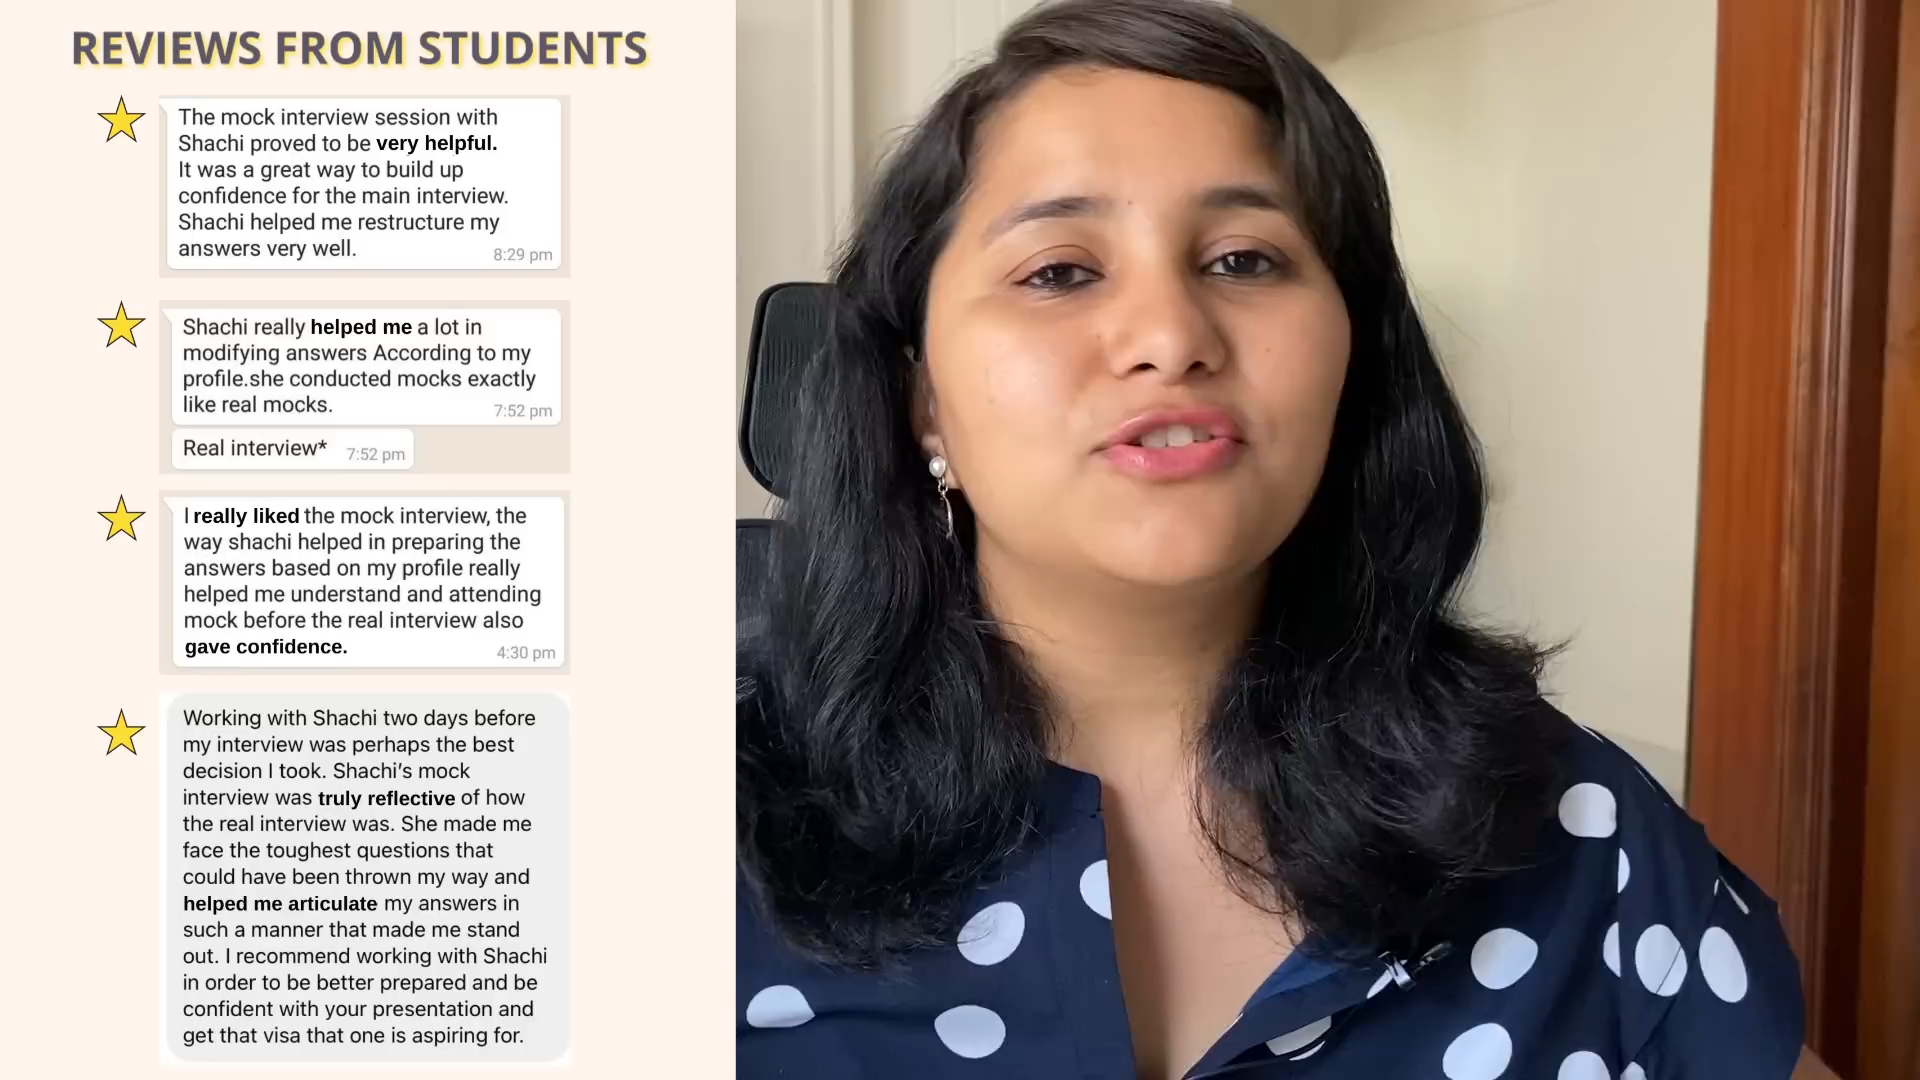 REVIEWS FROM STUDENTS
The mock interview session with
Shachi proved to be very helpful.
It was a great way to build up
confidence for the main interview.
Shachi helped me restructure my
answers very well.
8:29 pm
Shachi really helped me a lot in
modifying answers According to my
profile.she conducted mocks exactly
like real mocks.
7:52 pm
Real interview*
7:52 pm
I really liked the mock interview, the
way shachi helped in preparing the
answers based on my profile really
helped me understand and attending
mock before the real interview also
gave confidence.
4:30 pm
Working with Shachi two days before
my interview was perhaps the best
decision I took. Shachi's mock
interview was truly reflective of how
the real interview was. She made me
face the toughest questions that
could have been thrown my way and
helped me articulate my answers in
such a manner that made me stand
out. I recommend working with Shachi
in order to be better prepared and be
confident with your presentation and
get that visa that one is aspiring for.